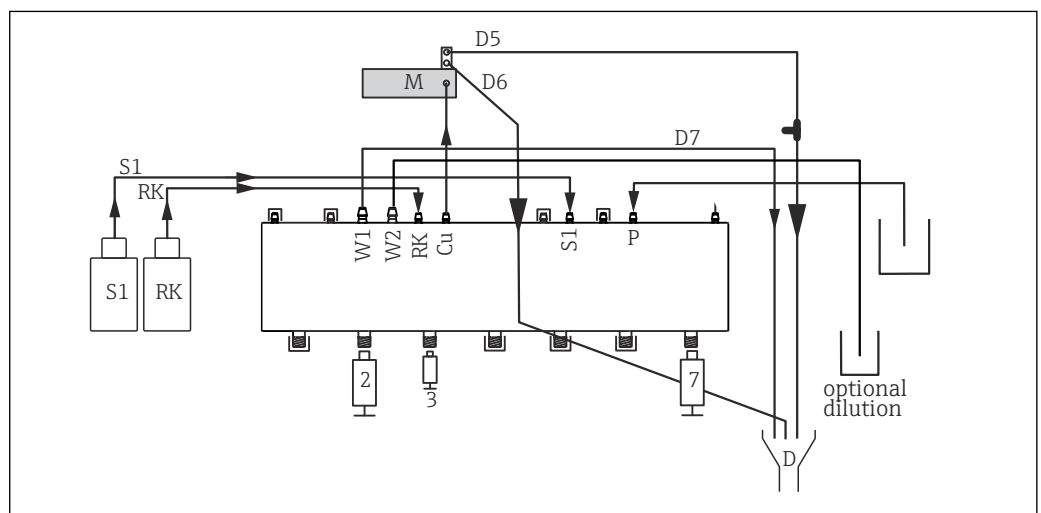 D5
M
D6
D7
S1
RK
W1
W2
RK
Cu
S1
P
S1
RK
2
3
7
optional
dilution
D